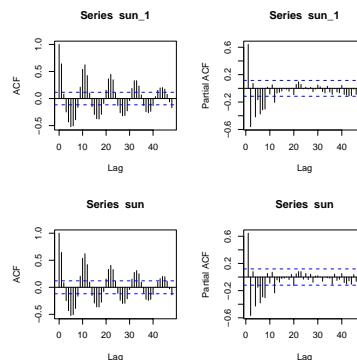 Series sun_1
ACF
1.0
0.5
0.0
−0.5
0 10 20 30 40
Lag
Series sun_1
Partial ACF
0.6
0.2
−0.2
−0.6
0 10 20 30 40
Lag
Series sun
ACF
1.0
0.5
0.0
−0.5
0 10 20 30 40
Lag
Series sun
Partial ACF
0.6
0.2
−0.2
−0.6
0 10 20 30 40
Lag